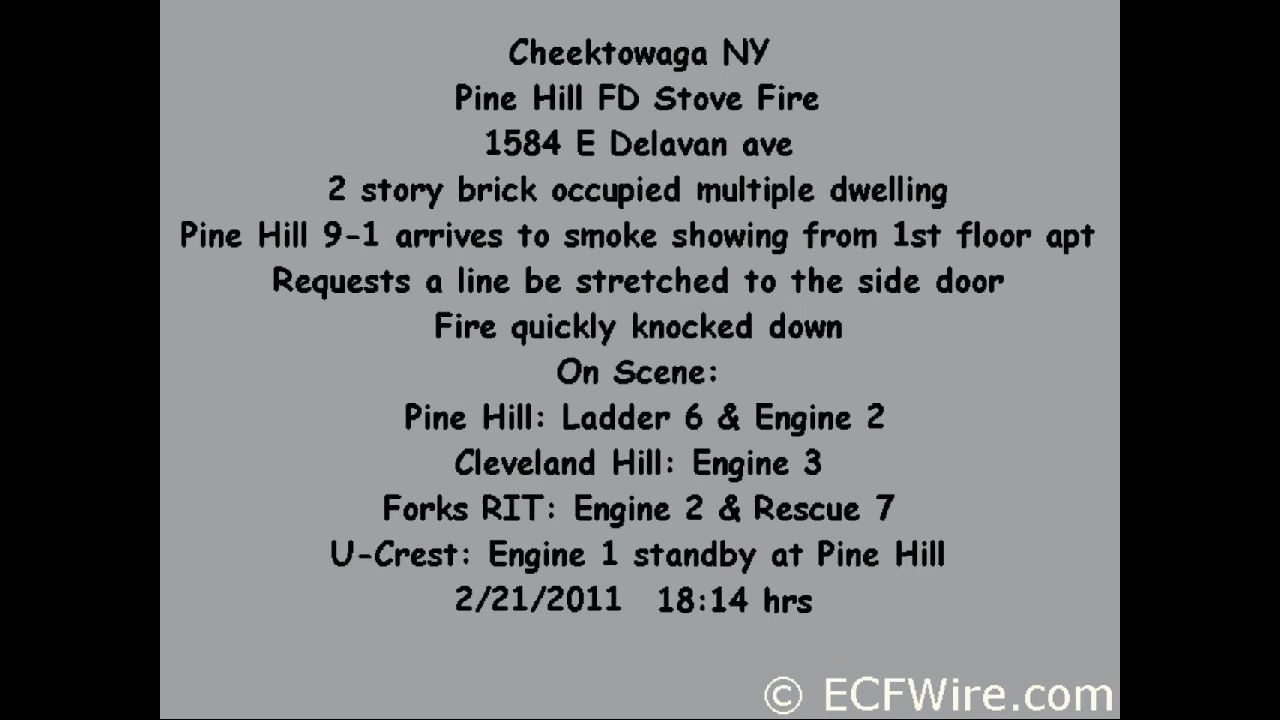 Cheektowaga NY
Pine Hill FD Stove Fire
1584 E Delavan ave
2 story brick occupied multiple dwelling
Pine Hill 9-1 arrives to smoke showing from 1st floor apt
Requests a line be stretched to the side door
Fire quickly knocked down
On Scene:
Pine Hill: Ladder 6 & Engine 2
Cleveland Hill: Engine 3
Forks RIT: Engine 2 & Rescue 7
U-Crest: Engine 1 standby at Pine Hill
2/21/2011 18:14 hrs
© ECFWire.com